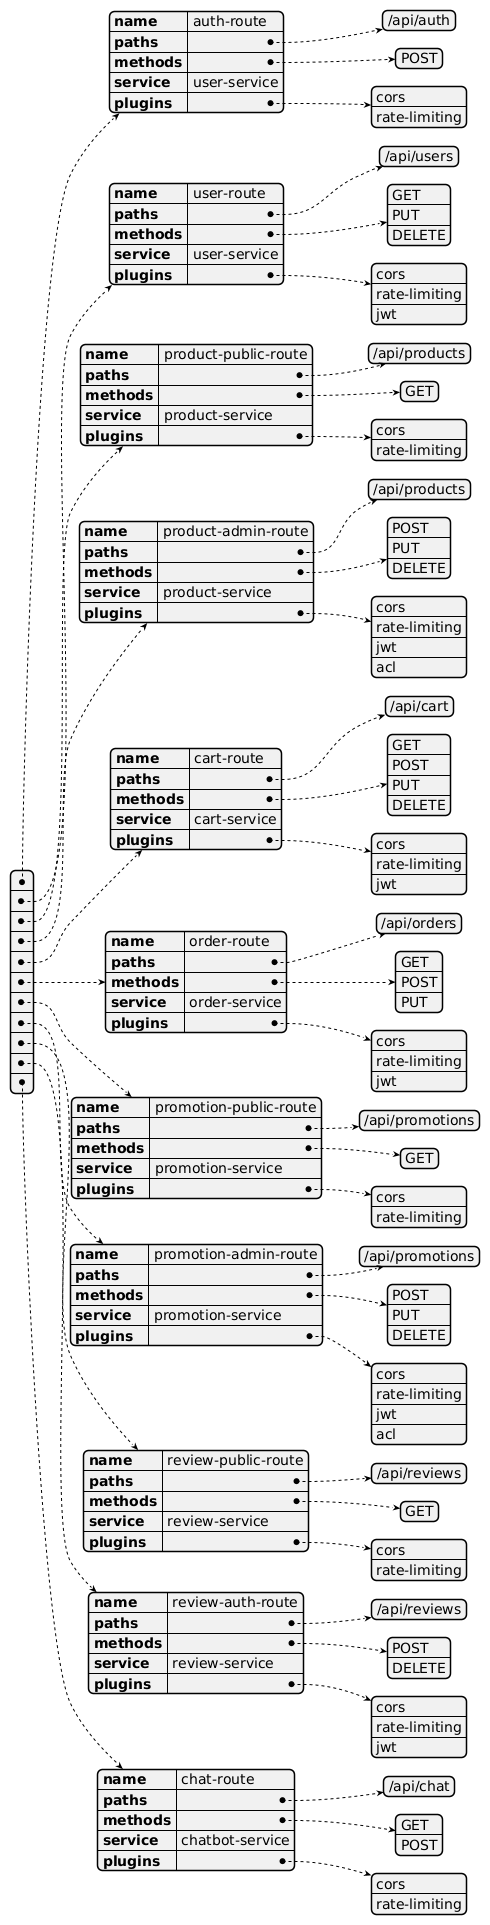 name auth-route
paths
methods
service user-service
plugins
/api/auth
POST
cors
rate-limiting
name user-route
paths
methods
service user-service
plugins
/api/users
GET
PUT
DELETE
cors
rate-limiting
jwt
name product-public-route
paths
methods
service product-service
plugins
/api/products
GET
cors
rate-limiting
name product-admin-route
paths
methods
service product-service
plugins
/api/products
POST
PUT
DELETE
cors
rate-limiting
jwt
acl
name cart-route
paths
methods
service cart-service
plugins
/api/cart
GET
POST
PUT
DELETE
cors
rate-limiting
jwt
name order-route
paths
methods
service order-service
plugins
/api/orders
GET
POST
PUT
cors
rate-limiting
jwt
name promotion-public-route
paths
methods
service promotion-service
plugins
/api/promotions
GET
cors
rate-limiting
name promotion-admin-route
paths
methods
service promotion-service
plugins
/api/promotions
POST
PUT
DELETE
cors
rate-limiting
jwt
acl
name review-public-route
paths
methods
service review-service
plugins
/api/reviews
GET
cors
rate-limiting
name review-auth-route
paths
methods
service review-service
plugins
/api/reviews
POST
DELETE
cors
rate-limiting
jwt
name chat-route
paths
methods
service chatbot-service
plugins
/api/chat
GET
POST
cors
rate-limiting